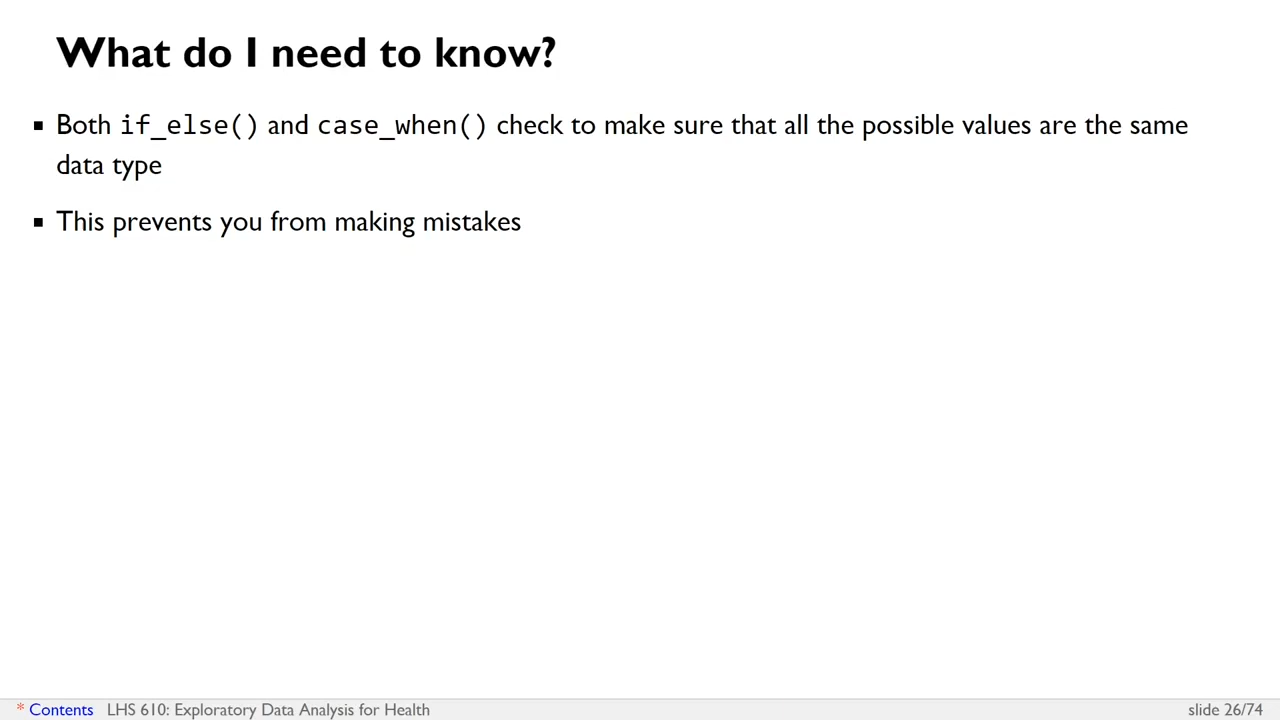 What do I need to know?
▪ Both if_else() and case_when() check to make sure that all the possible values are the same
data type
▪ This prevents you from making mistakes
* Contents LHS 610: Exploratory Data Analysis for Health slide 26/74